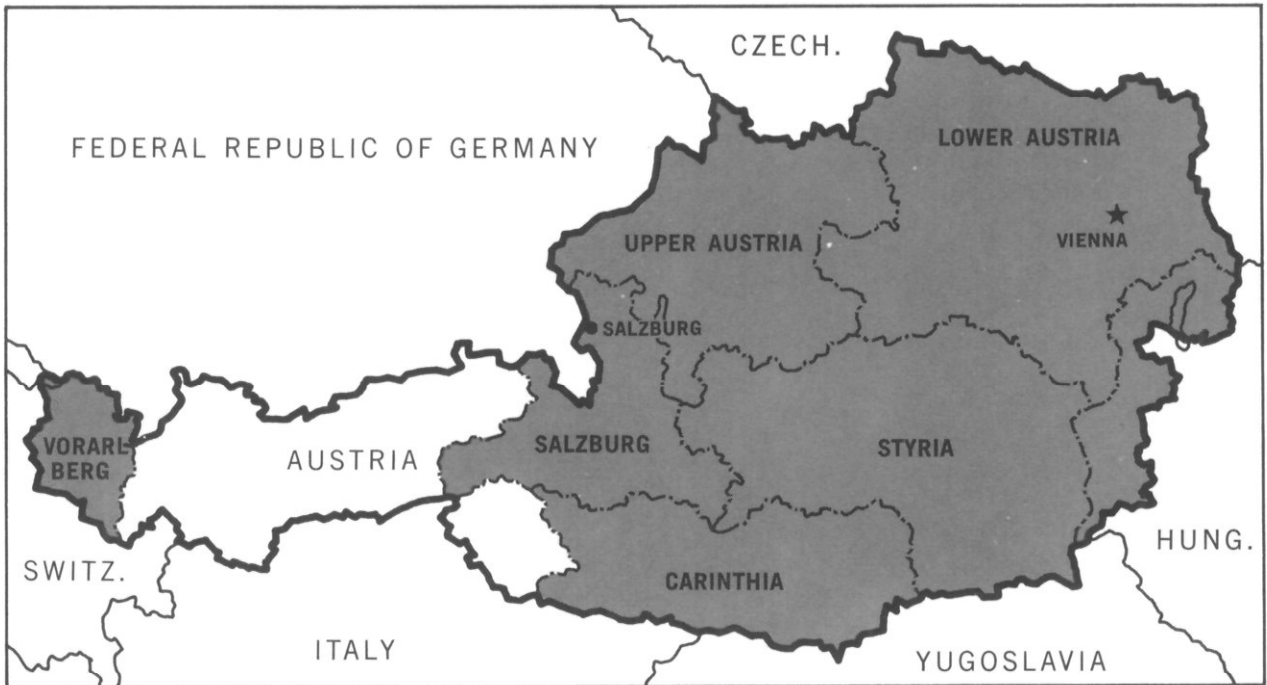 CZECH.
FEDERAL REPUBLIC OF GERMANY
LOWER AUSTRIA
VIENNA
UPPER AUSTRIA
SALZBURG
VORARL
BERG
AUSTRIA
SALZBURG
STYRIA
HUNG.
SWITZ.
CARINTHIA
ITALY
YUGOSLAVIA